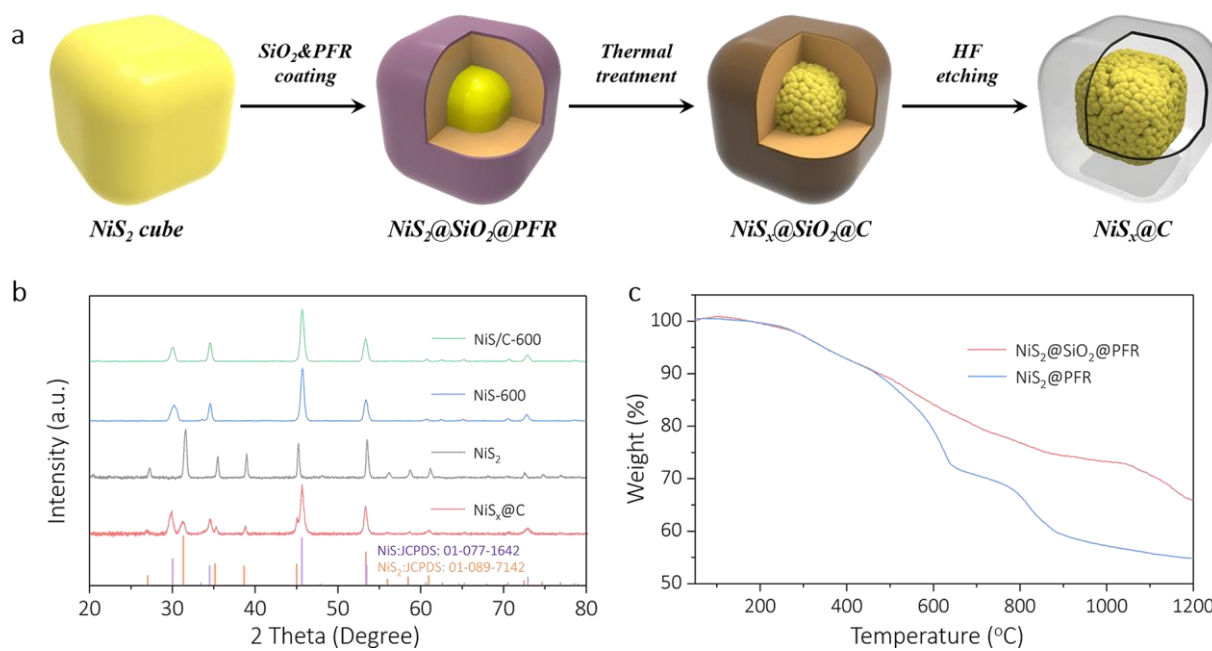 a
SiO₂&PFR
coating
Thermal
treatment
HF
etching
NiS₂ cube
NiS₂@SiO₂@PFR
NiSₓ@SiO₂@C
NiSₓ@C
b
Intensity (a.u.)
NiS/C-600
NiS-600
NiS₂
NiSₓ@C
NiS:JCPDS: 01-077-1642
NiS₂:JCPDS: 01-089-7142
20 30 40 50 60 70 80
2 Theta (Degree)
c
Weight (%)
100
90
80
70
60
50
NiS₂@SiO₂@PFR
NiS₂@PFR
200 400 600 800 1000 1200
Temperature (°C)